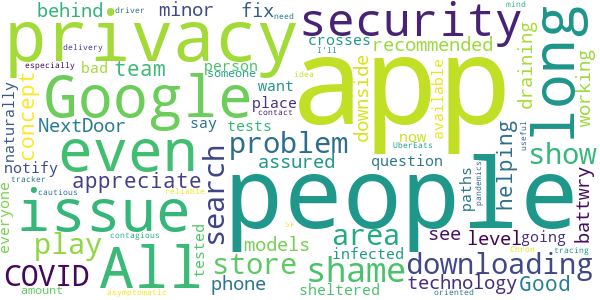 behind
driver
minor
fix
need
security
long
mind
I'll
privacy
delivery
especially
bad
team
person
someone
crosses
recommended
downside
draining
working
app
naturally
concept
Google
want
place
contact
idea
available
NextDoor
say
tests
now
UberEats
useful
even
problem
assured
question
paths
pandemics
helping
show
notify
tracker
appreciate
search
people
cautious
battwry
everyone
issue
All
tested
reliable
SF
area
see
level
going
play
contagious
models
infected
Chron
tracing
COVID
store
shame
downloading
amount
asymptomatic
phone
sheltered
technology
oriented
Good